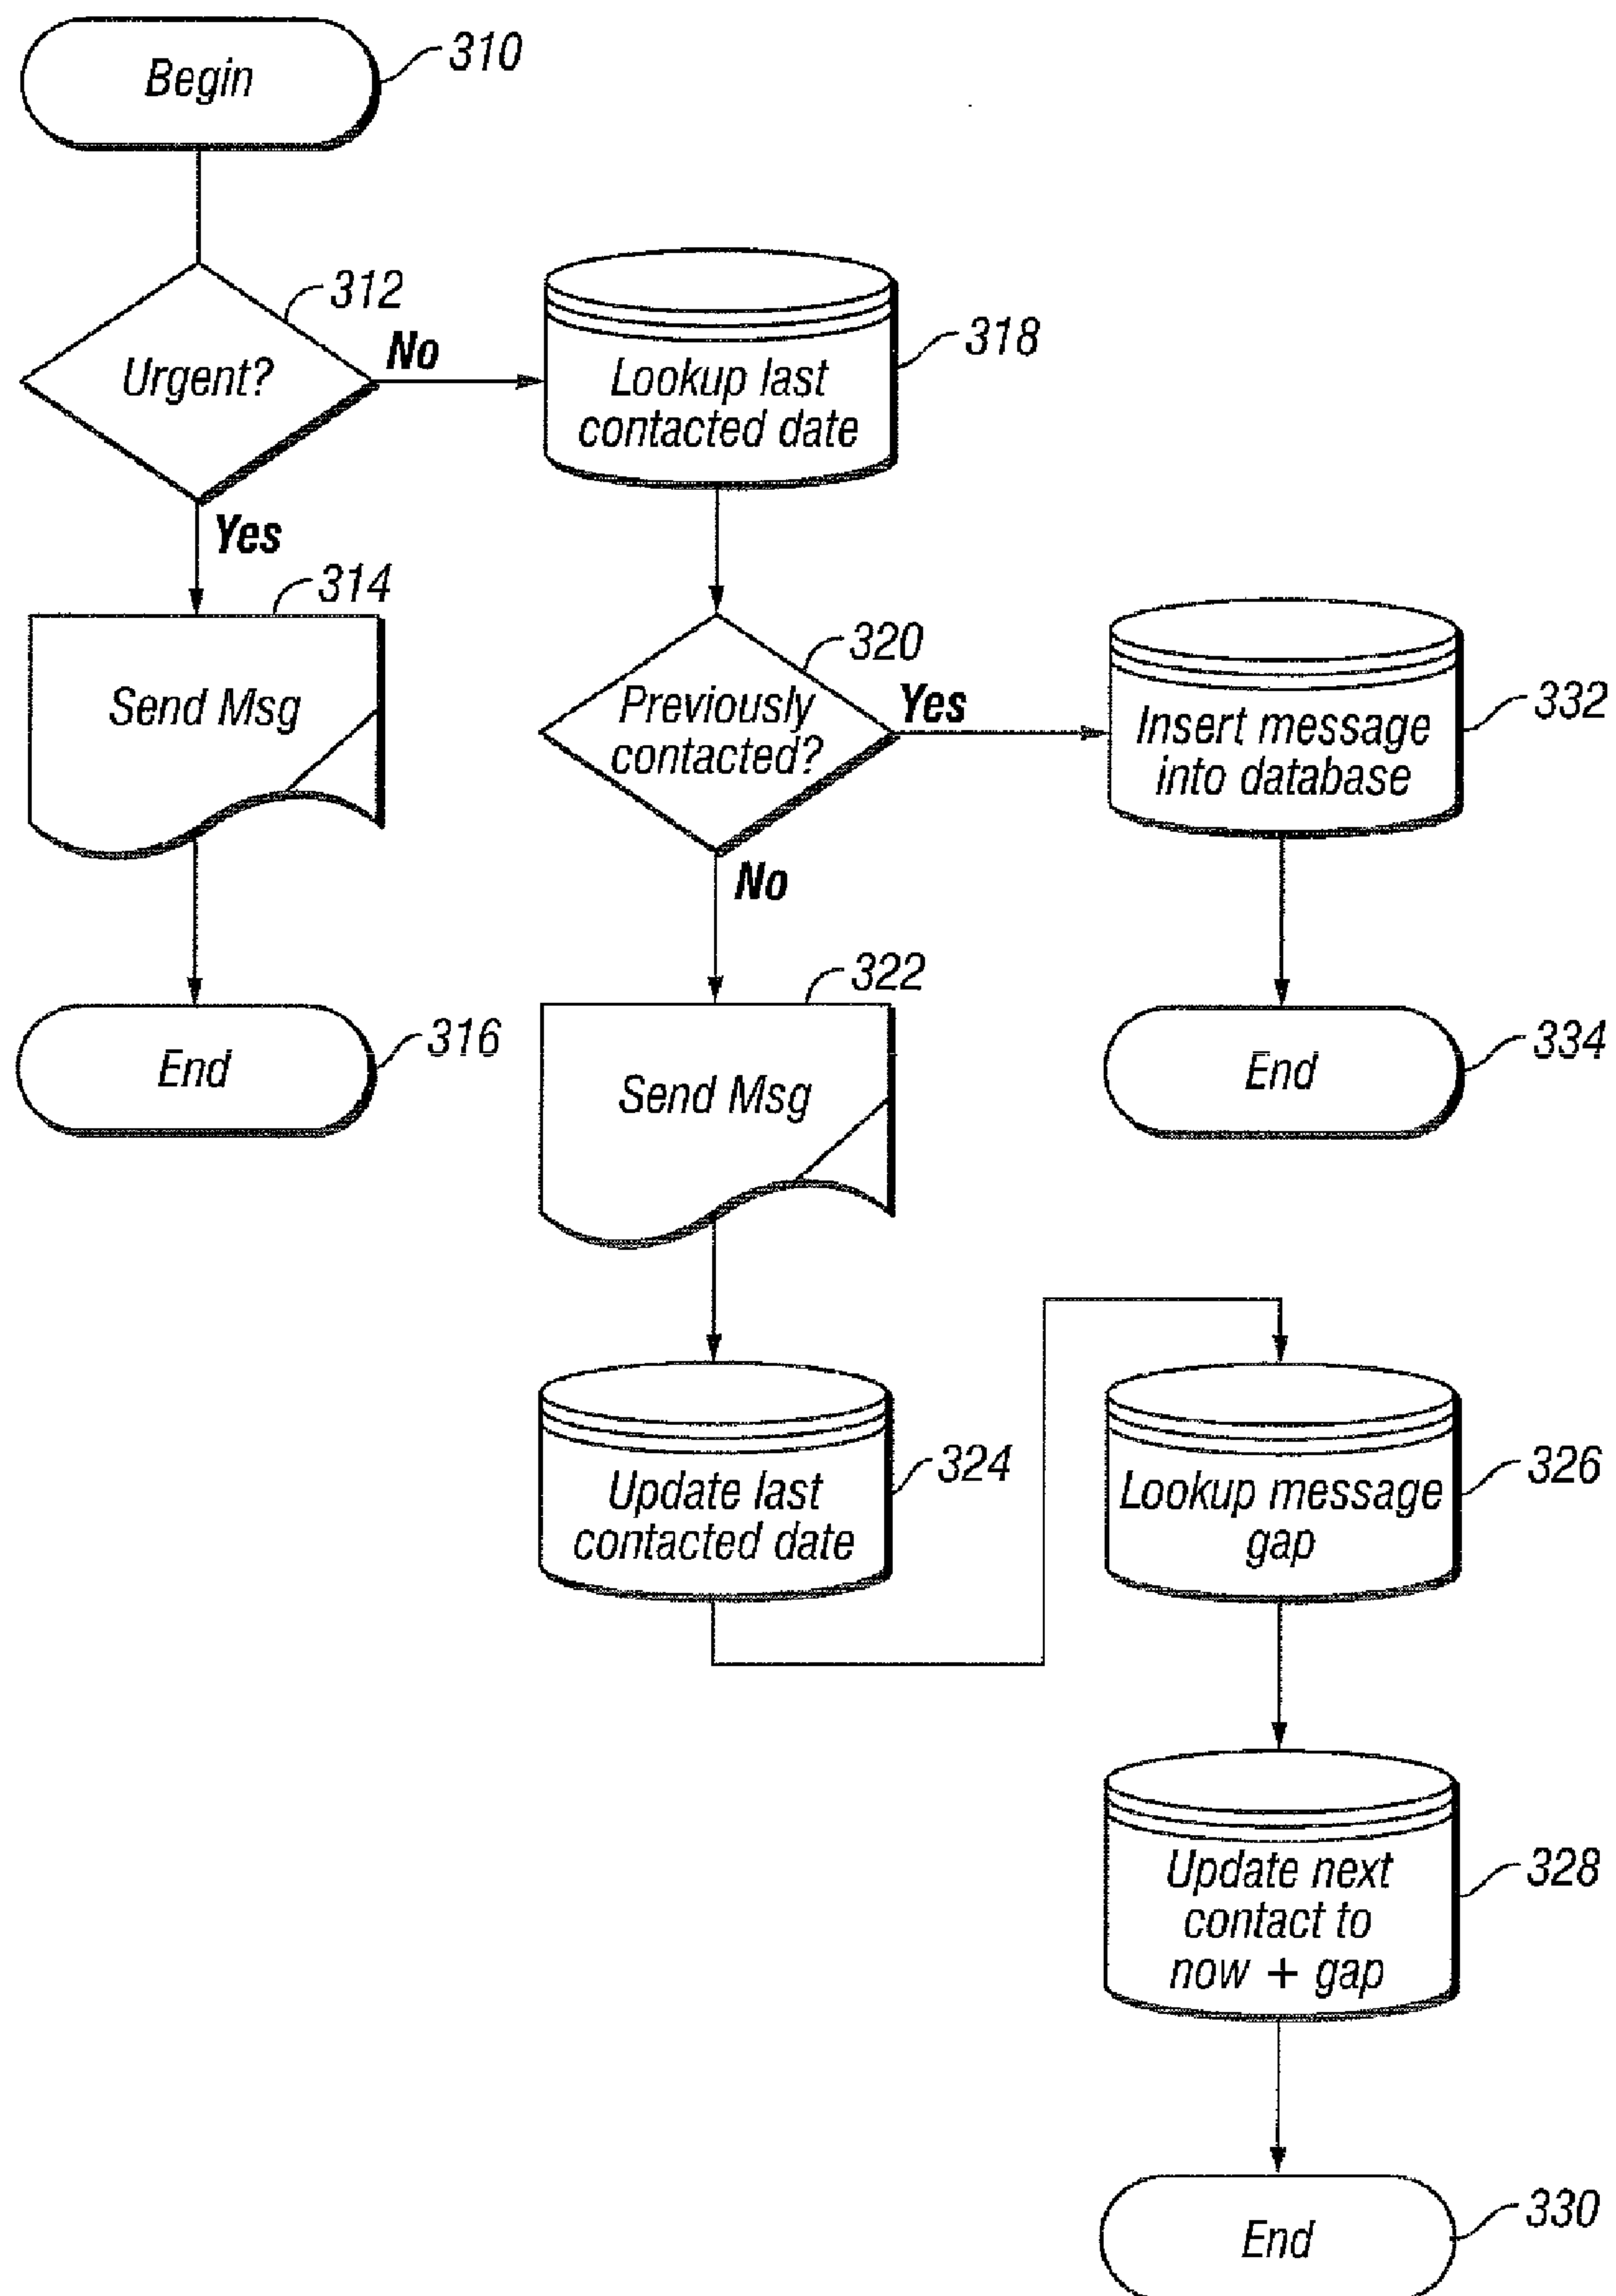 Begin
310
Urgent?
312
No
Yes
Lookup last
contacted date
318
314
Send Msg
Previously
contacted?
320
Yes
No
Insert message
into database
332
End
316
322
Send Msg
End
334
Update last
contacted date
324
Lookup message
gap
326
Update next
contact to
now + gap
328
End
330